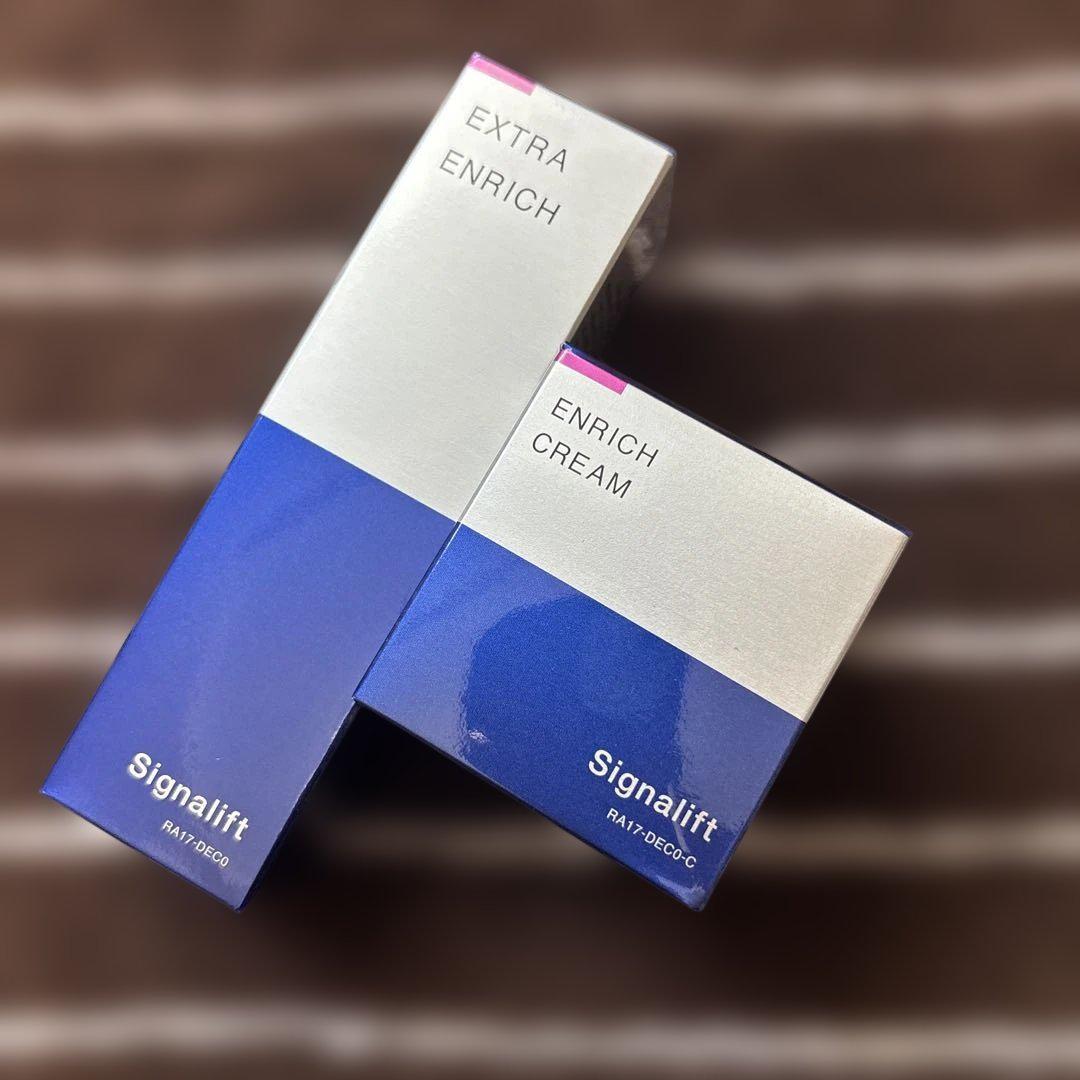 EXTRA
ENRICH
Signalift
RA17-DEC0
ENRICH
CREAM
Signalift
RA17-DEC0-C